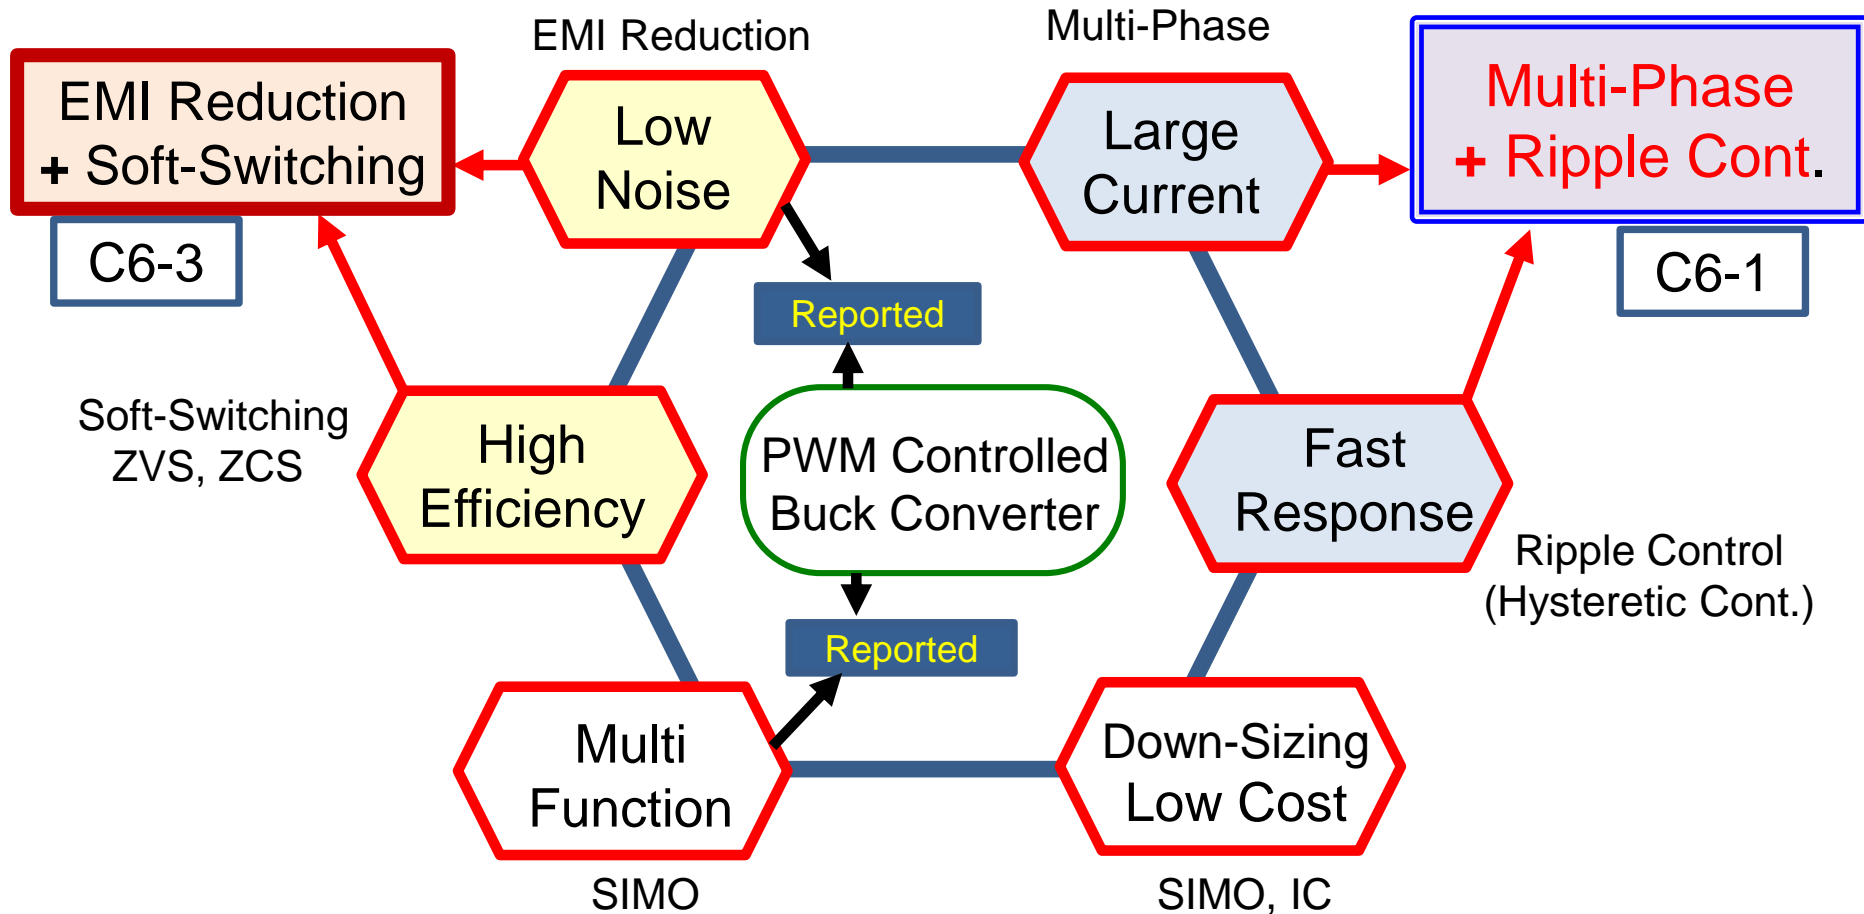 EMI Reduction
Multi-Phase
EMI Reduction
+ Soft-Switching
C6-3
Low
Noise
Large
Current
Multi-Phase
+ Ripple Cont.
C6-1
Reported
Soft-Switching
ZVS, ZCS
High
Efficiency
PWM Controlled
Buck Converter
Fast
Response
Ripple Control
(Hysteretic Cont.)
Reported
Multi
Function
Down-Sizing
Low Cost
SIMO
SIMO, IC